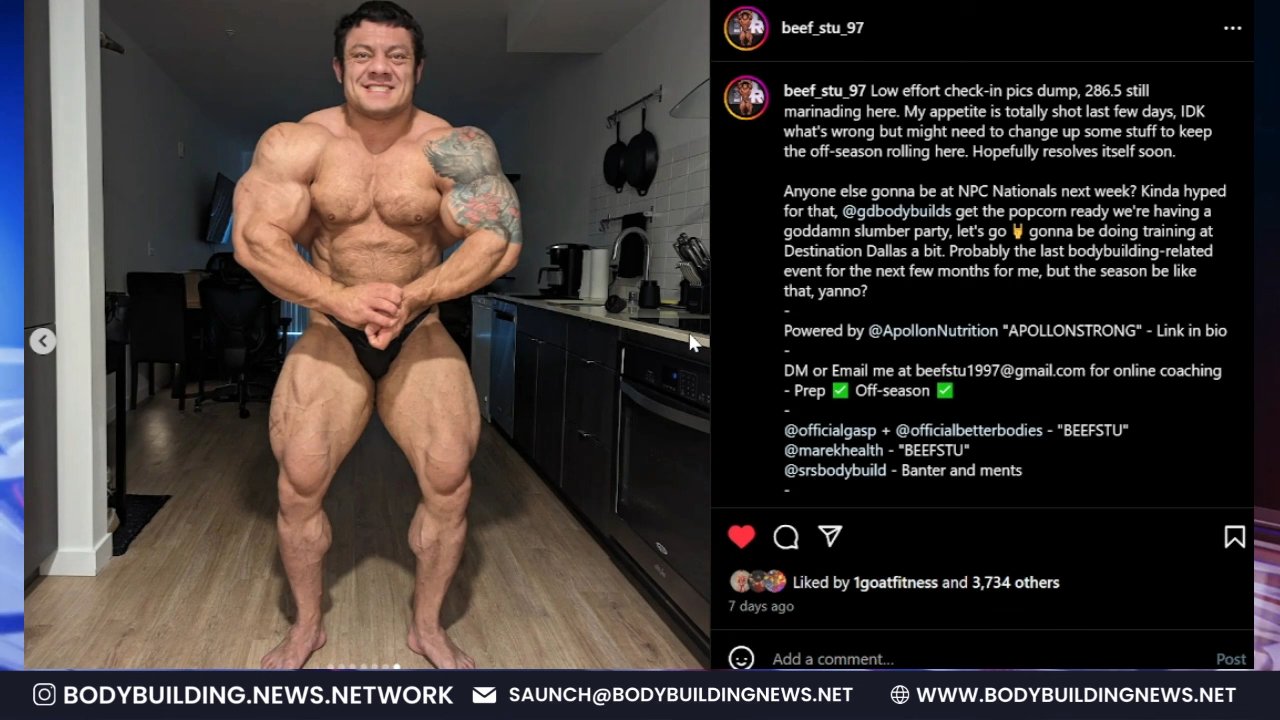 beef_stu_97
beef_stu_97 Low effort check-in pics dump, 286.5 still
marinading here. My appetite is totally shot last few days, IDK
what's wrong but might need to change up some stuff to keep
the off-season rolling here. Hopefully resolves itself soon.
Anyone else gonna be at NPC Nationals next week? Kinda hyped
for that, @gdbodybuilds get the popcorn ready we're having a
goddamn slumber party, let's go 🤘 gonna be doing training at
Destination Dallas a bit. Probably the last bodybuilding-related
event for the next few months for me, but the season be like
that, yanno?
-
Powered by @ApollonNutrition "APOLLONSTRONG" - Link in bio
-
DM or Email me at beefstu1997@gmail.com for online coaching
- Prep ✅ Off-season ✅
-
@officialgasp + @officialbetterbodies - "BEEFSTU"
@marekhealth - "BEEFSTU"
@srsbodybuild - Banter and ments
-
Liked by 1goatfitness and 3,734 others
7 days ago
Add a comment... Post
BODYBUILDING.NEWS.NETWORK SAUNCH@BODYBUILDINGNEWS.NET WWW.BODYBUILDINGNEWS.NET